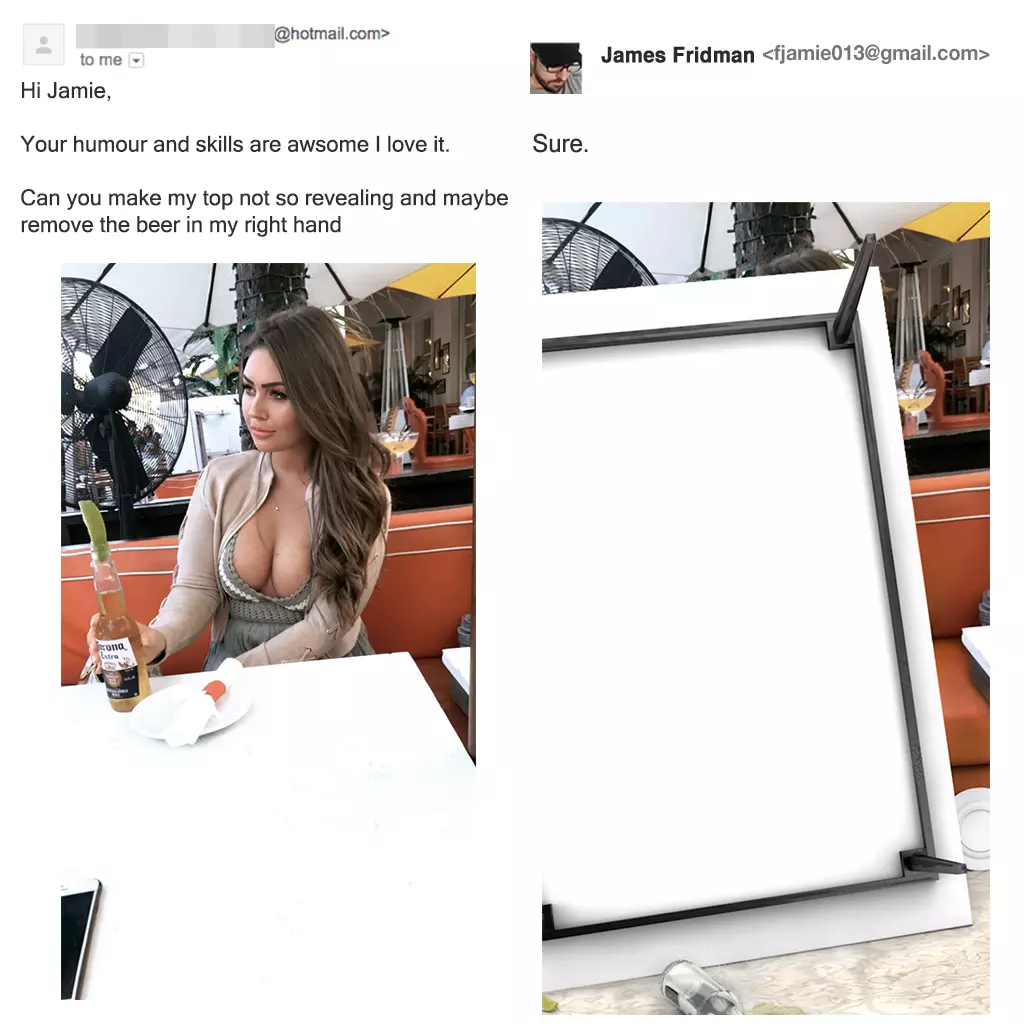 @hotmail.com>
to me
Hi Jamie,
Your humour and skills are awsome I love it.
Can you make my top not so revealing and maybe
remove the beer in my right hand
James Fridman <fjamie013@gmail.com>
Sure.
Corona
Extra